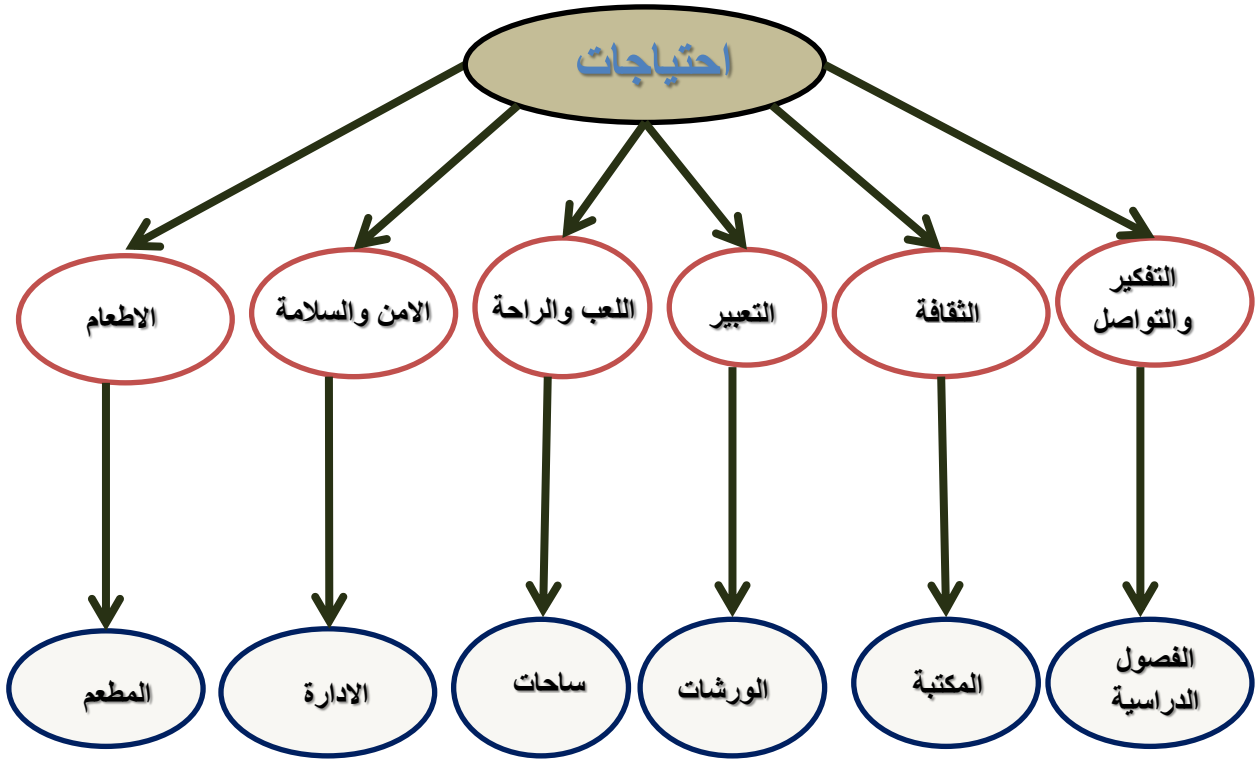 احتياجات
التفكير
والتواصل
الثقافة
التعبير
اللعب والراحة
الامن والسلامة
الاطعام
الفصول
الدراسية
المكتبة
الورشات
ساحات
الادارة
المطعم